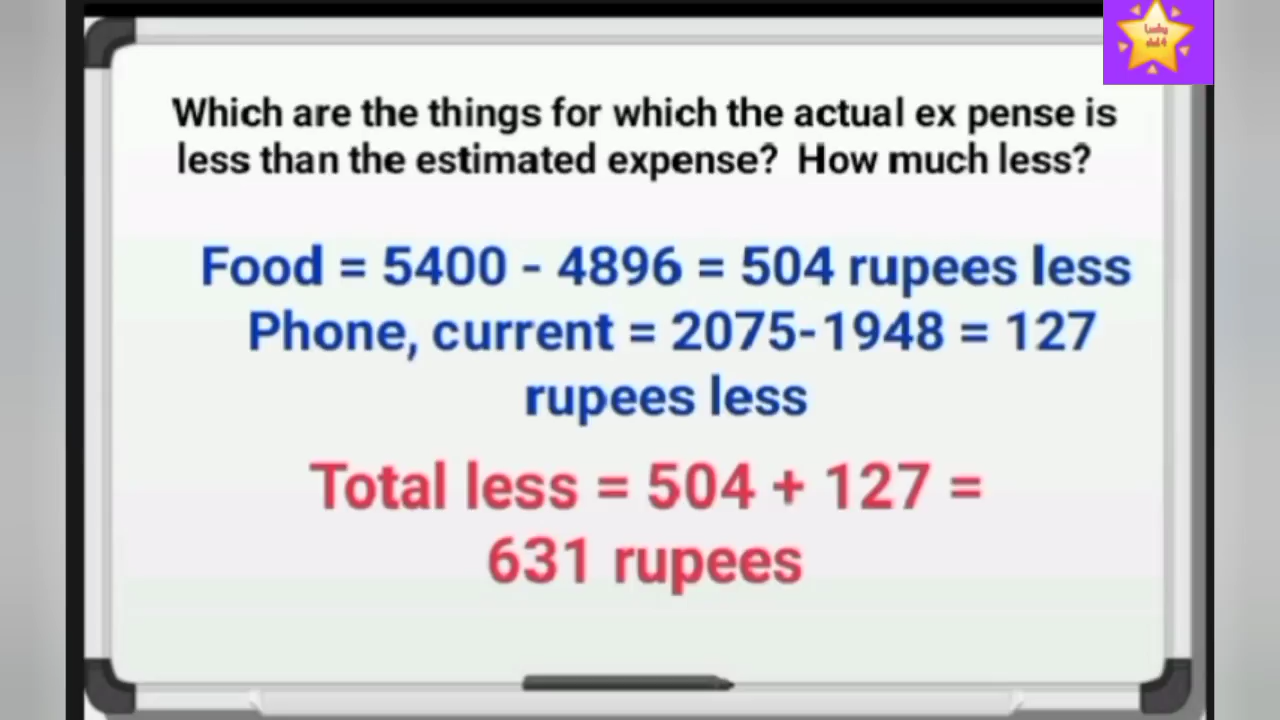 Which are the things for which the actual ex pense is
less than the estimated expense? How much less?
Food = 5400 - 4896 = 504 rupees less
Phone, current = 2075-1948 = 127
rupees less
Total less = 504 + 127 =
631 rupees